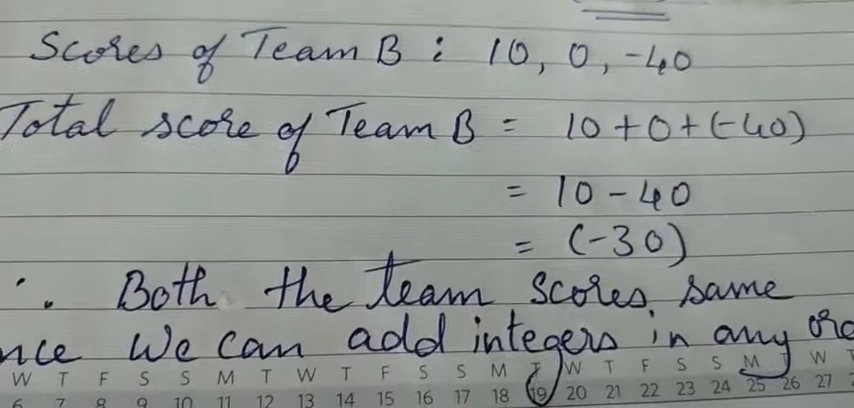 Scores of Team B : 10, 0, -40
Total score of Team B = 10 + 0 + (-40)
= 10 - 40
= (-30)
∴ Both the team scores same
We can add integers in any
W T F S S M T W T F S S M T W T F S S M T W T
6 7 8 9 10 11 12 13 14 15 16 17 18 19 20 21 22 23 24 25 26 27